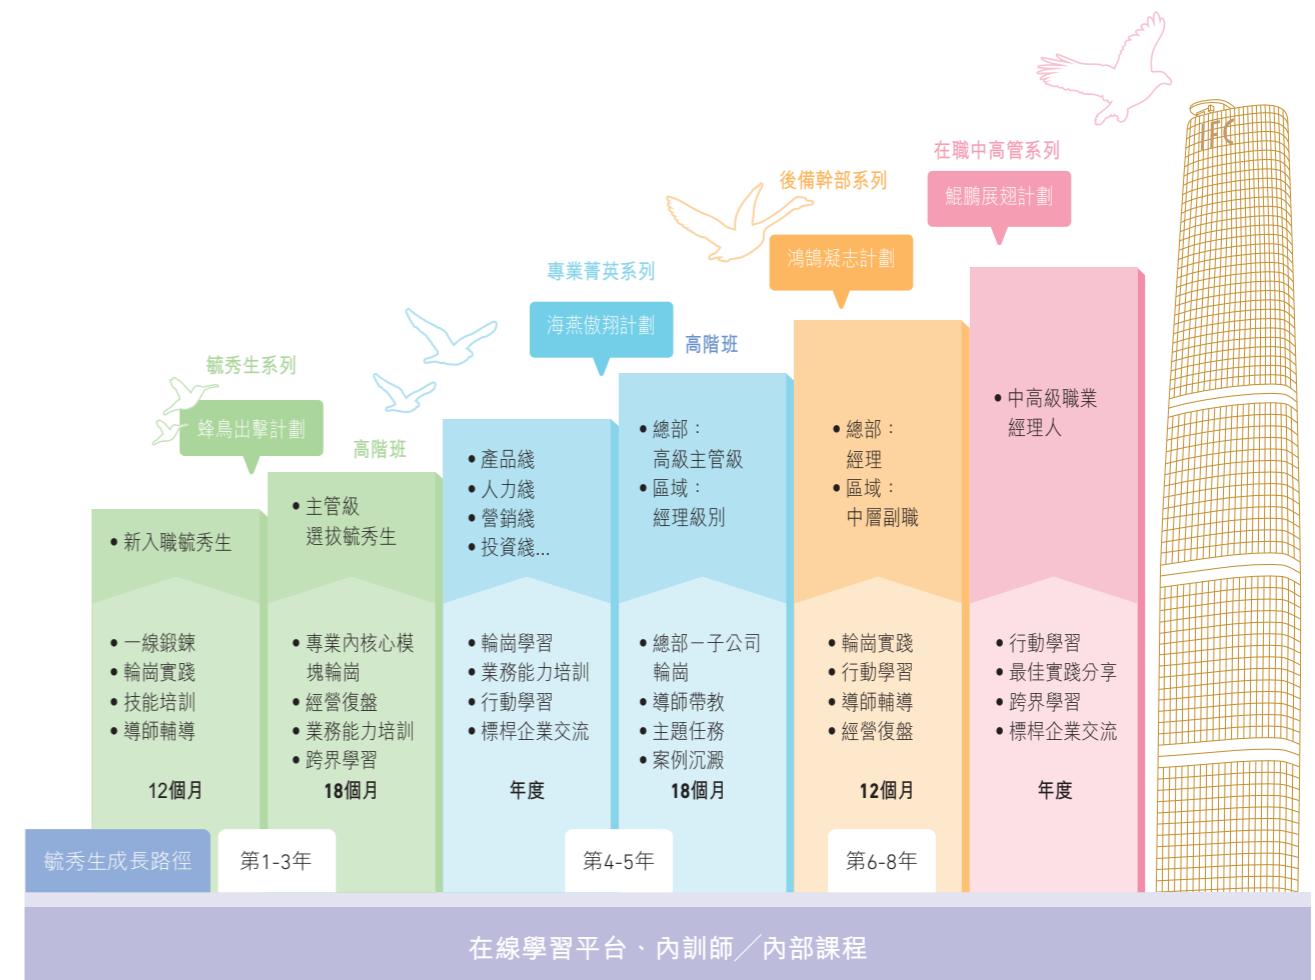 IFC
在職中高管系列
鯤鵬展翅計劃
後備幹部系列
鴻鵠凝志計劃
專業菁英系列
海燕傲翔計劃
高階班
毓秀生系列
蜂鳥出擊計劃
高階班
• 新入職毓秀生
• 一線鍛鍊
• 輪崗實踐
• 技能培訓
• 導師輔導
12個月
• 主管級
選拔毓秀生
• 專業內核心模
塊輪崗
• 經營復盤
• 業務能力培訓
• 跨界學習
18個月
• 產品綫
• 人力綫
• 營銷綫
• 投資綫...
• 輪崗學習
• 業務能力培訓
• 行動學習
• 標桿企業交流
年度
• 總部：
高級主管級
• 區域：
經理級別
• 總部－子公司
輪崗
• 導師帶教
• 主題任務
• 案例沉澱
18個月
• 總部：
經理
• 區域：
中層副職
• 輪崗實踐
• 行動學習
• 導師輔導
• 經營復盤
12個月
• 中高級職業
經理人
• 行動學習
• 最佳實踐分享
• 跨界學習
• 標桿企業交流
年度
毓秀生成長路徑
第1-3年
第4-5年
第6-8年
在線學習平台、內訓師／內部課程